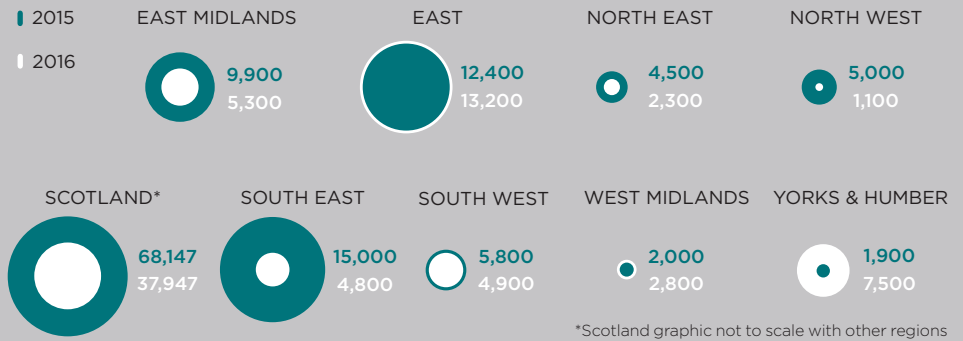 2015
2016
EAST MIDLANDS
9,900
5,300
EAST
12,400
13,200
NORTH EAST
4,500
2,300
NORTH WEST
5,000
1,100
SCOTLAND*
68,147
37,947
SOUTH EAST
15,000
4,800
SOUTH WEST
5,800
4,900
WEST MIDLANDS
2,000
2,800
YORKS & HUMBER
1,900
7,500
*Scotland graphic not to scale with other regions